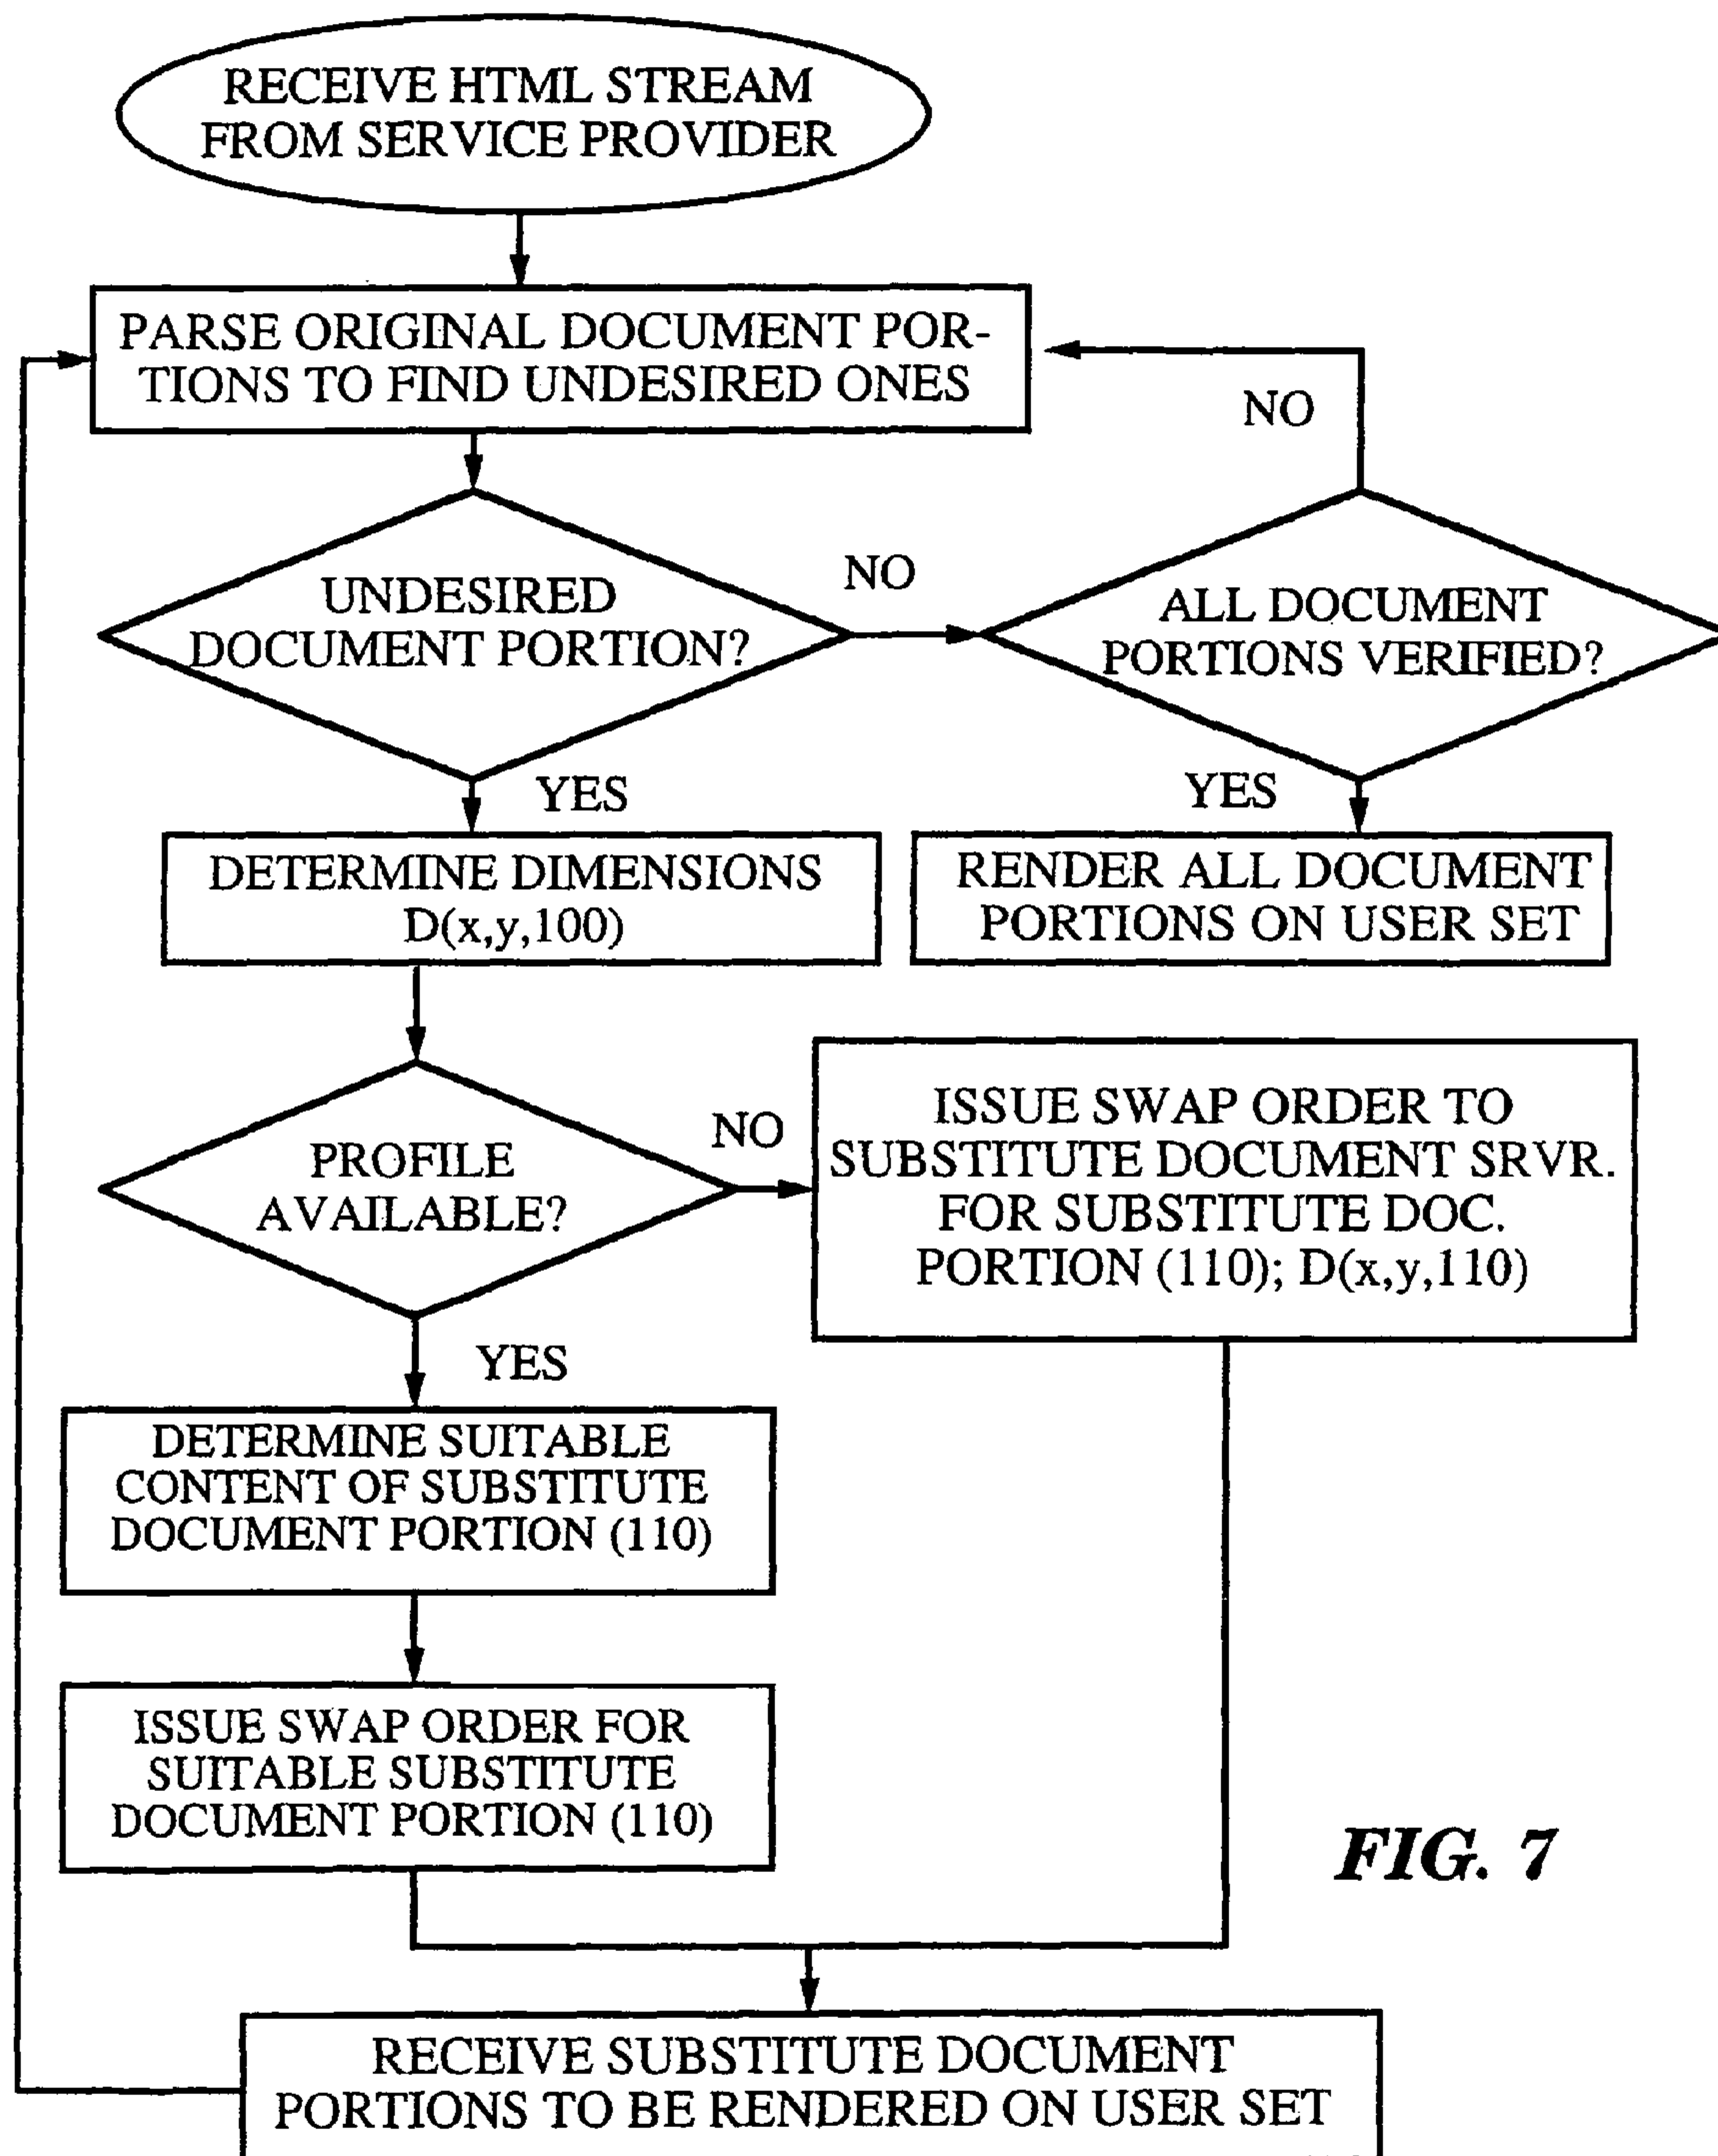 RECEIVE HTML STREAM
FROM SERVICE PROVIDER
PARSE ORIGINAL DOCUMENT POR-
TIONS TO FIND UNDESIRED ONES
NO
UNDESIRED
DOCUMENT PORTION?
NO
ALL DOCUMENT
PORTIONS VERIFIED?
YES
YES
DETERMINE DIMENSIONS
D(x,y,100)
RENDER ALL DOCUMENT
PORTIONS ON USER SET
PROFILE
AVAILABLE?
NO
ISSUE SWAP ORDER TO
SUBSTITUTE DOCUMENT SRVR.
FOR SUBSTITUTE DOC.
PORTION (110); D(x,y,110)
YES
DETERMINE SUITABLE
CONTENT OF SUBSTITUTE
DOCUMENT PORTION (110)
ISSUE SWAP ORDER FOR
SUITABLE SUBSTITUTE
DOCUMENT PORTION (110)
FIG. 7
RECEIVE SUBSTITUTE DOCUMENT
PORTIONS TO BE RENDERED ON USER SET